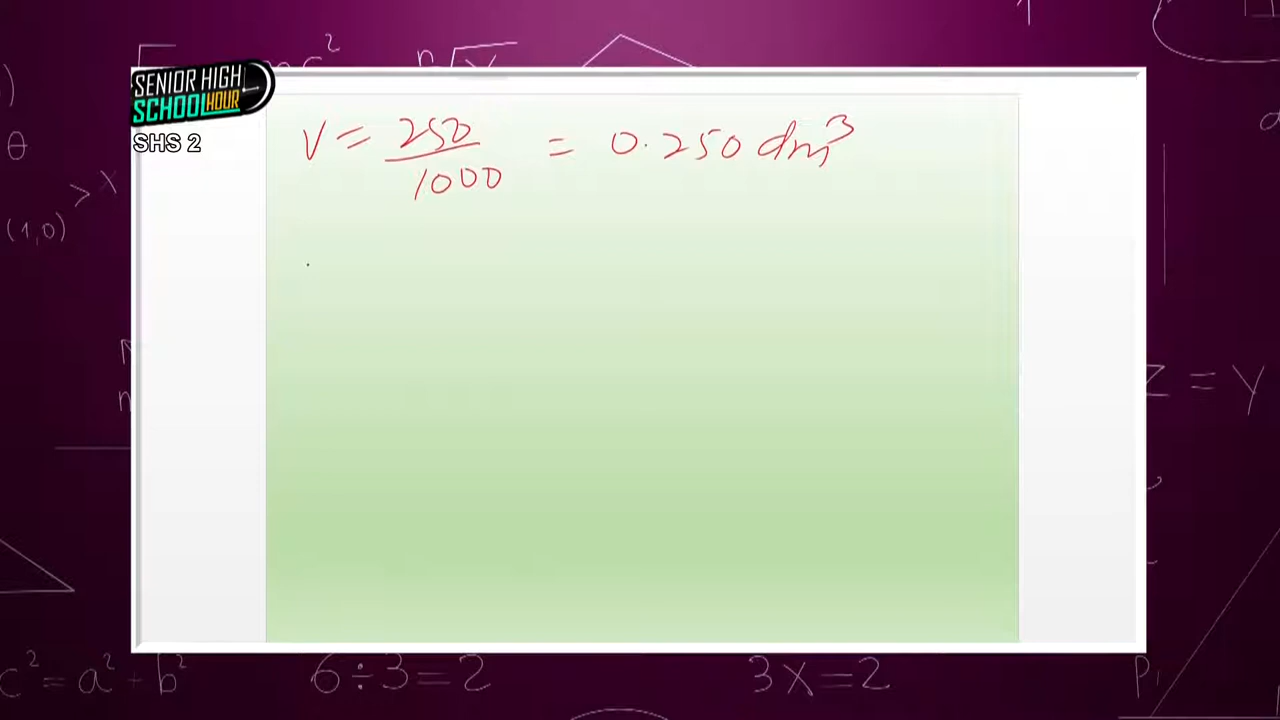 SENIOR HIGH
SCHOOL HOUR
SHS 2
V = 250/1000 = 0.250 dm³
θ
> X
(1,0)
Z = Y
c² = a² + b²
6÷3=2
3X=2